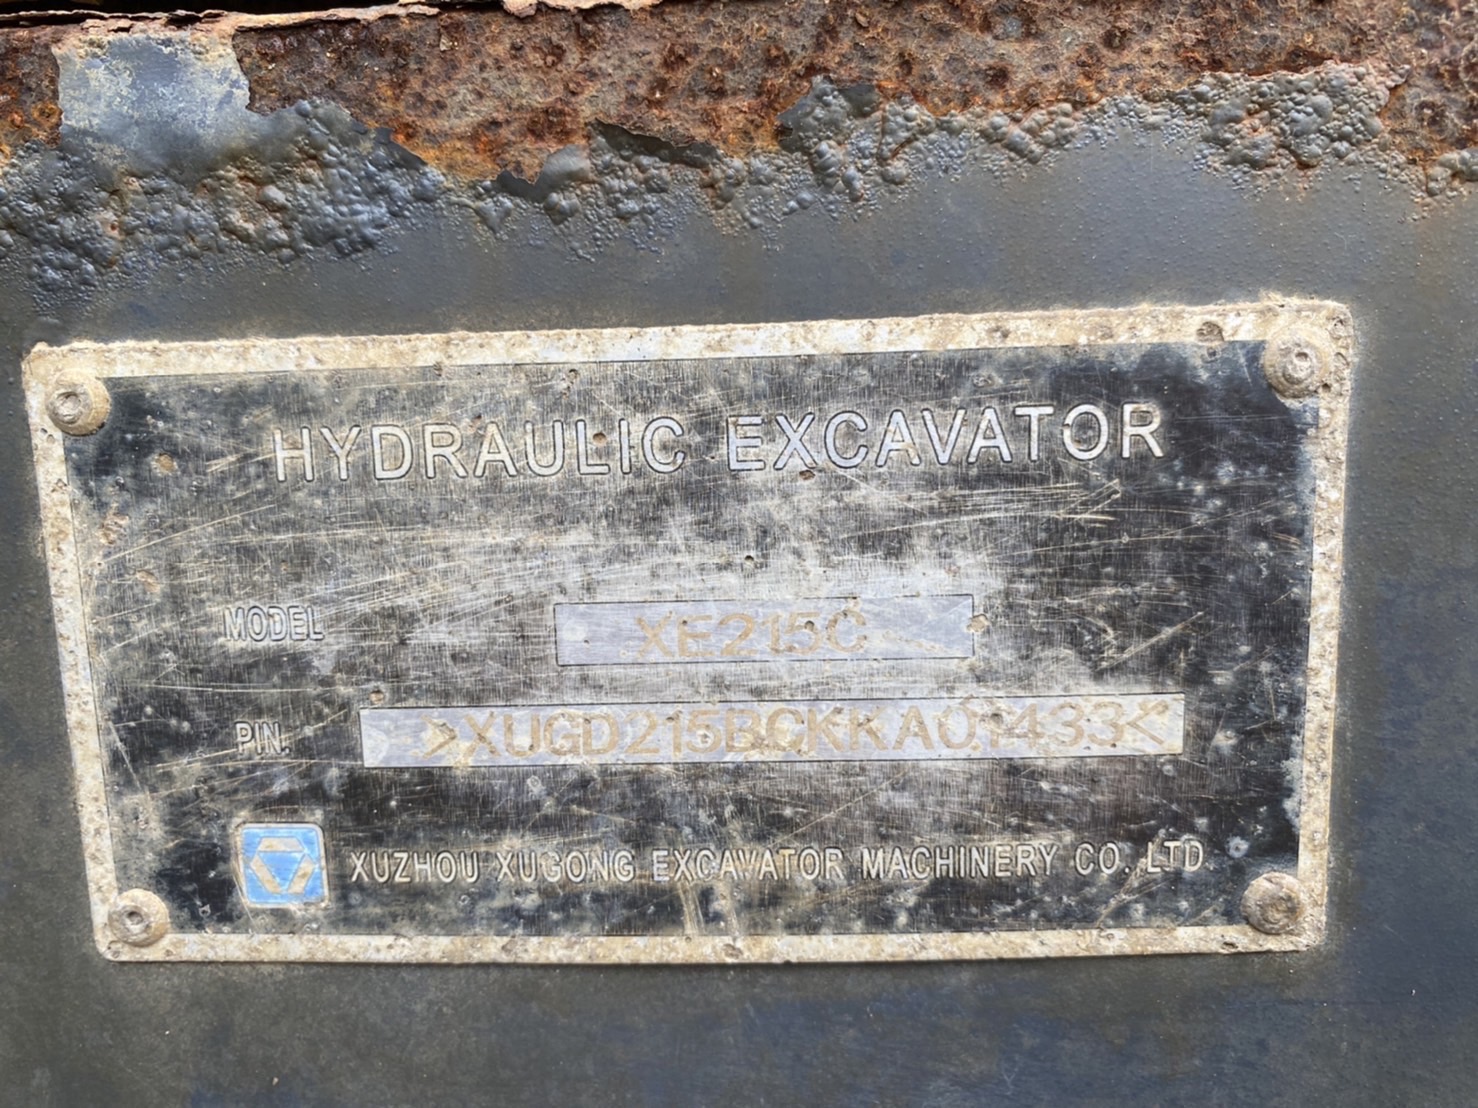 HYDRAULIC EXCAVATOR
MODEL XE215C
PIN. >XUGD215BCKKA01433<
XUZHOU XUGONG EXCAVATOR MACHINERY CO.,LTD.